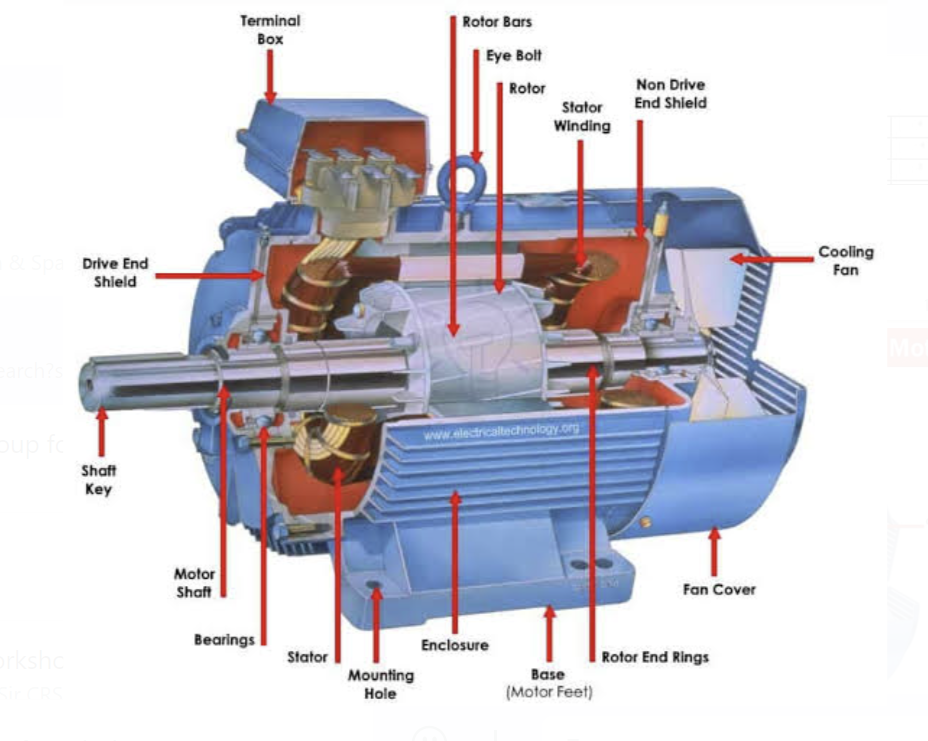 Terminal
Box
Rotor Bars
Eye Bolt
Rotor
Stator
Winding
Non Drive
End Shield
Drive End
Shield
Cooling
Fan
www.electricaltechnology.org
Shaft
Key
Motor
Shaft
Bearings
Stator
Mounting
Hole
Enclosure
Base
(Motor Feet)
Rotor End Rings
Fan Cover